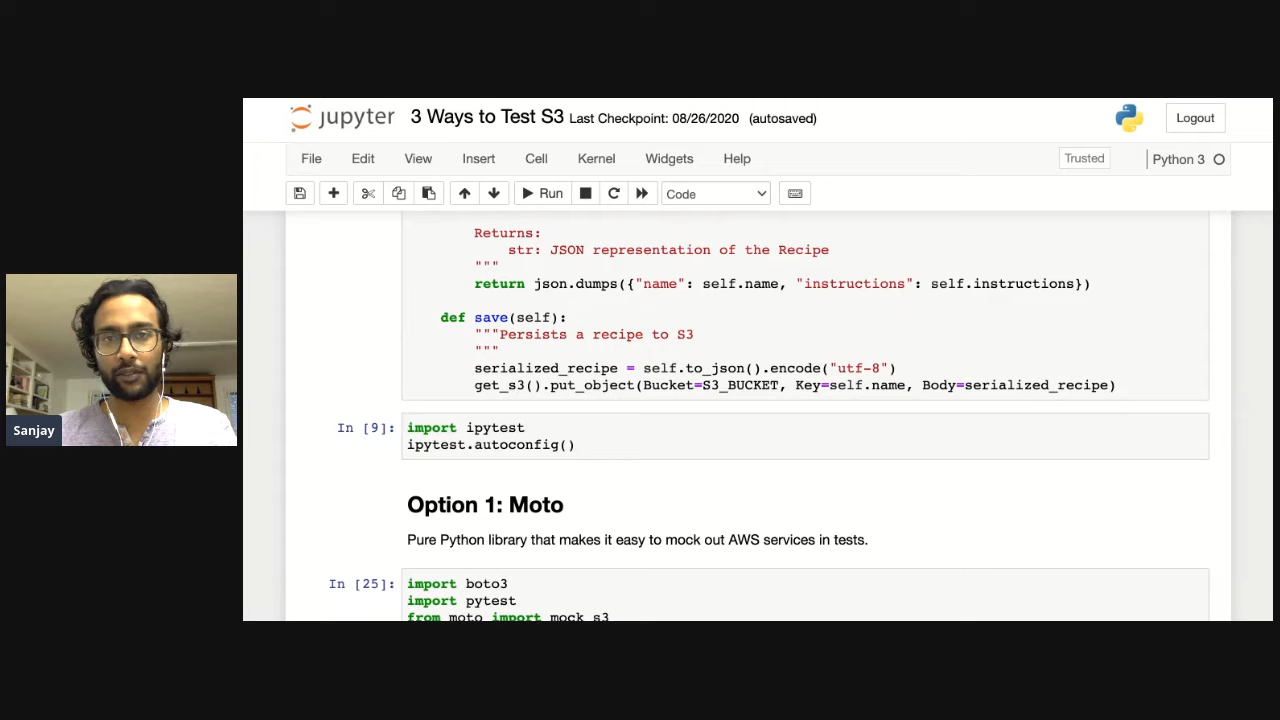 jupyter 3 Ways to Test S3 Last Checkpoint: 08/26/2020 (autosaved) Logout
File Edit View Insert Cell Kernel Widgets Help Trusted Python 3
Run Code
Returns:
str: JSON representation of the Recipe
"""
return json.dumps({"name": self.name, "instructions": self.instructions})
def save(self):
"""Persists a recipe to S3
"""
serialized_recipe = self.to_json().encode("utf-8")
get_s3().put_object(Bucket=S3_BUCKET, Key=self.name, Body=serialized_recipe)
Sanjay
In [9]: import ipytest
ipytest.autoconfig()
Option 1: Moto
Pure Python library that makes it easy to mock out AWS services in tests.
In [25]: import boto3
import pytest
from moto import mock_s3